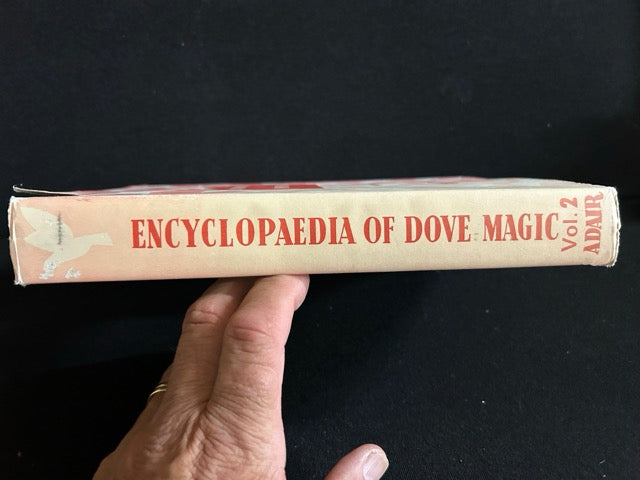 ENCYCLOPAEDIA OF DOVE MAGIC
Vol. 2
ADAIR